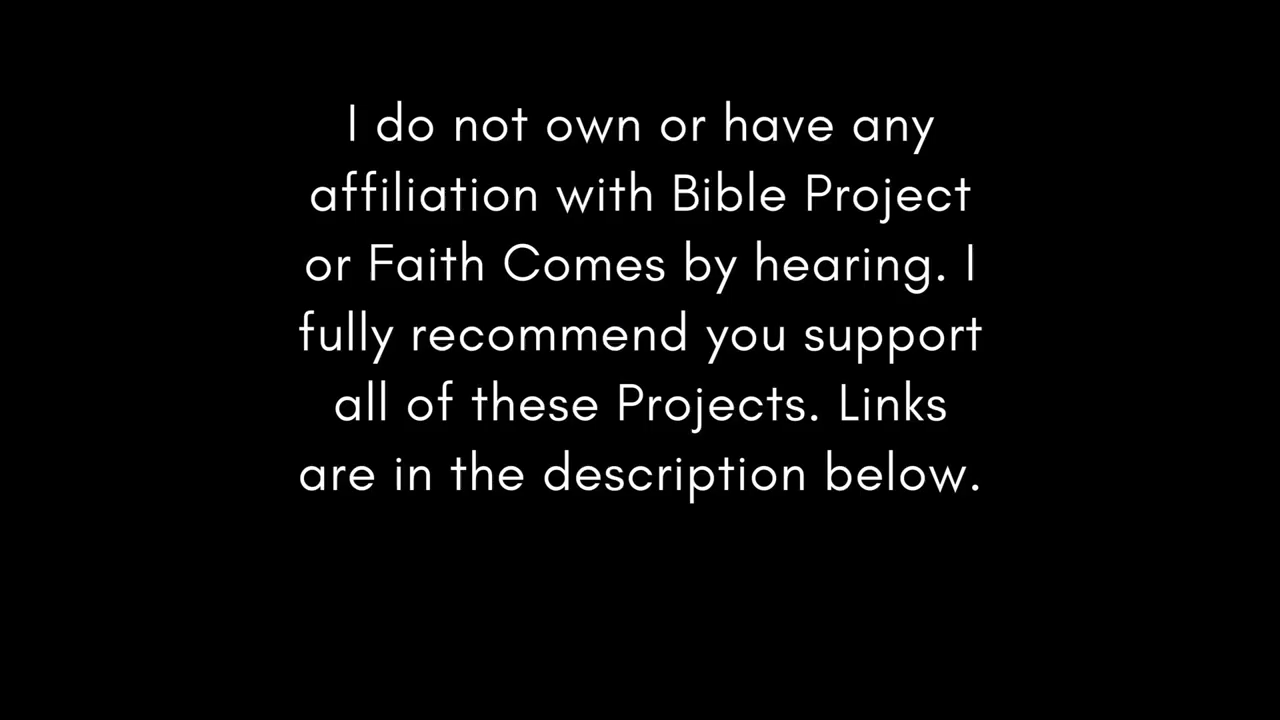 I do not own or have any
affiliation with Bible Project
or Faith Comes by hearing. I
fully recommend you support
all of these Projects. Links
are in the description below.